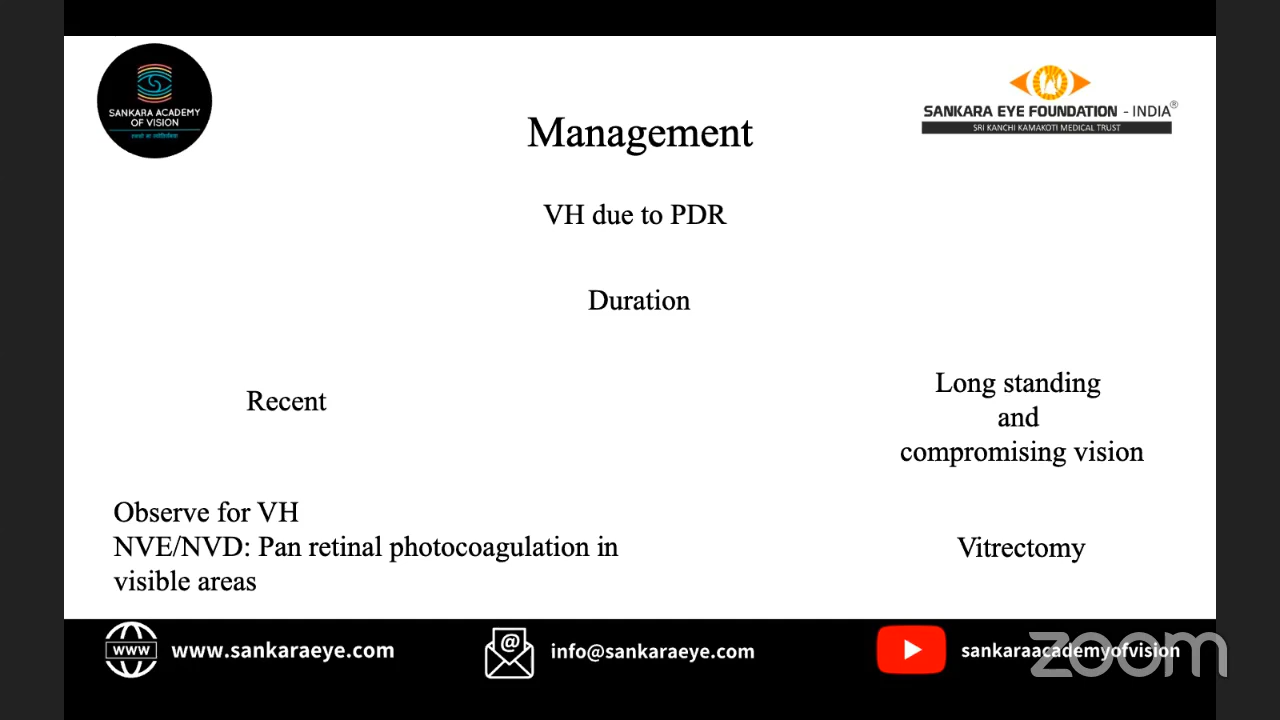 SANKARA ACADEMY
OF VISION
SANKARA EYE FOUNDATION - INDIA®
SRI KANCHI KAMAKOTI MEDICAL TRUST
Management
VH due to PDR
Duration
Recent
Long standing
and
compromising vision
Observe for VH
NVE/NVD: Pan retinal photocoagulation in
visible areas
Vitrectomy
www
www.sankaraeye.com
@
info@sankaraeye.com
sankaraacademyofvision
zoom